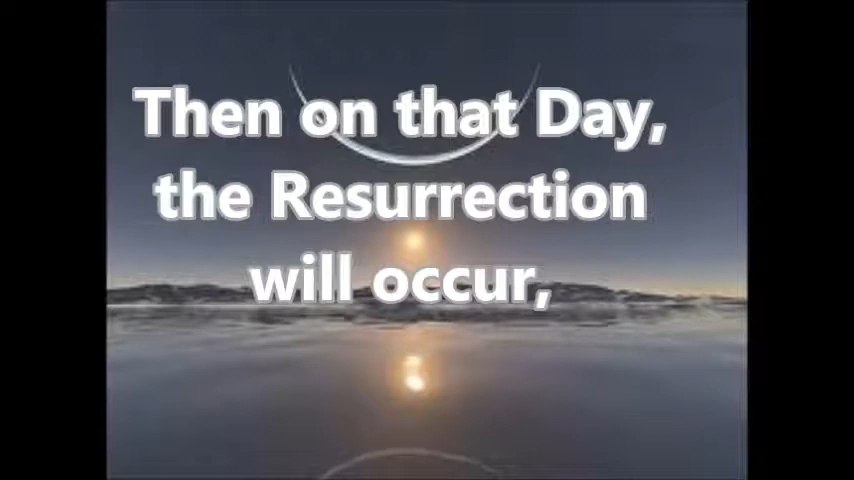 Then on that Day,
the Resurrection
will occur,